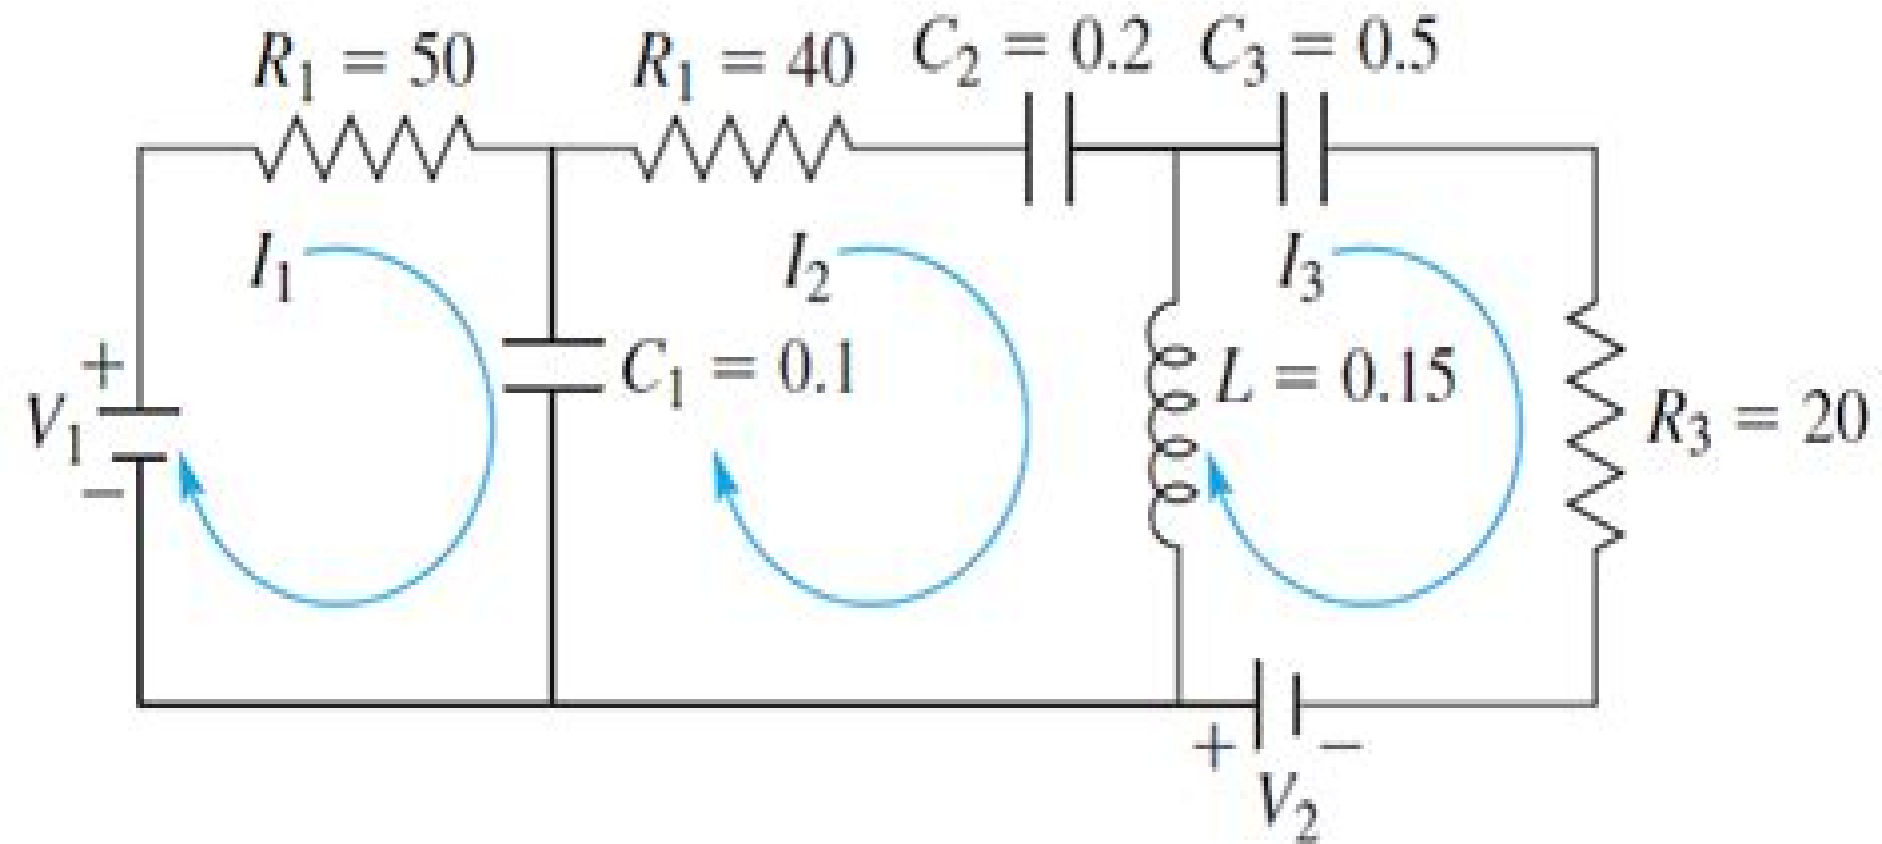 R₁ = 50
R₁ = 40
C₂ = 0.2
C₃ = 0.5
I₁
I₂
I₃
+
V₁
−
C₁ = 0.1
L = 0.15
R₃ = 20
+ −
V₂